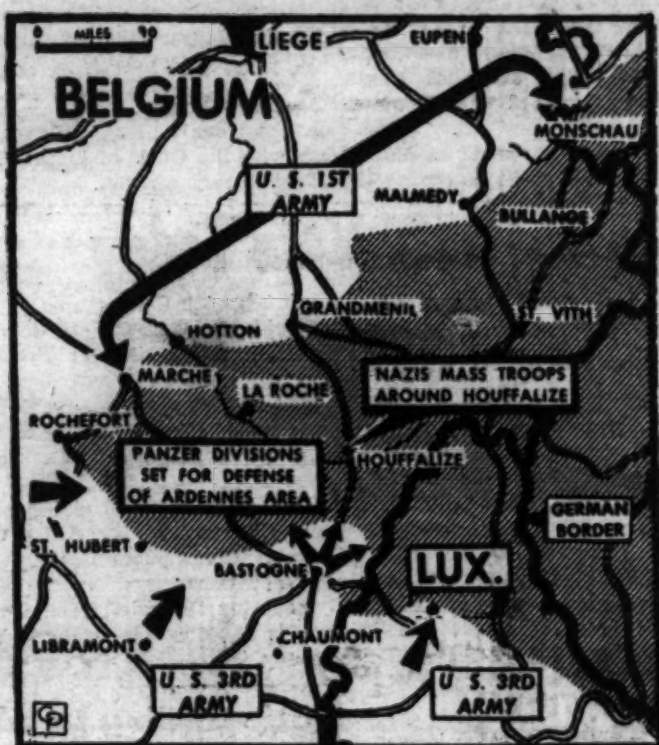 0 MILES
LIEGE
EUPEN
BELGIUM
MONSCHAU
U. S. 1ST
ARMY
MALMEDY
BULLANGE
GRANDMENIL
ST. VITH
HOTTON
MARCHE
NAZIS MASS TROOPS
AROUND HOUFFALIZE
LA ROCHE
ROCHEFORT
PANZER DIVISIONS
SET FOR DEFENSE
OF ARDENNES AREA
HOUFFALIZE
GERMAN
BORDER
ST. HUBERT
BASTOGNE
LUX.
LIBRAMONT
CHAUMONT
U. S. 3RD
ARMY
U. S. 3RD
ARMY
CP